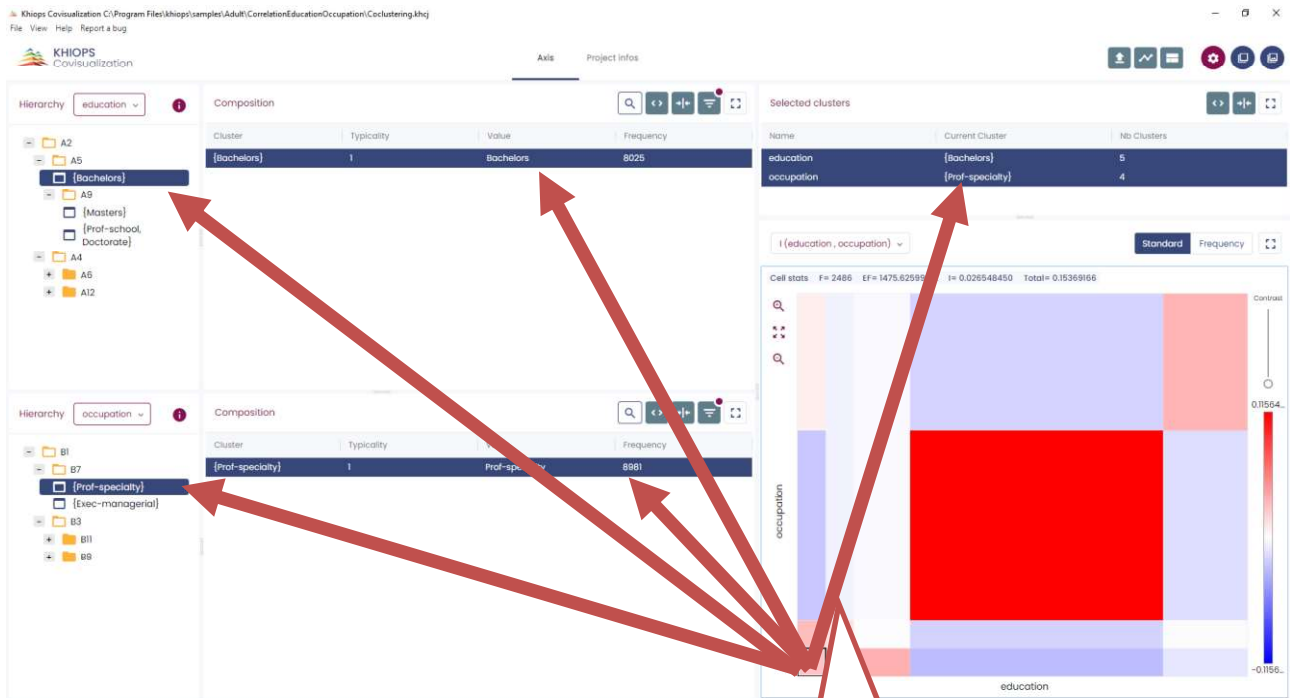 Khiops Covisualization C:\Program Files\khiops\samples\Adult\CorrelationEducationOccupation\Coclustering.khcj
File View Help Report a bug
KHIOPS
Covisualization
Axis Project infos
Hierarchy education
Composition
Selected clusters
Cluster Typicality Value Frequency
{Bachelors} 1 Bachelors 8025
Name Current Cluster Nb Clusters
education {Bachelors} 5
occupation {Prof-specialty} 4
A2
A5
{Bachelors}
A9
{Masters}
{Prof-school,
Doctorate}
A4
A6
A12
I (education , occupation)
Standard Frequency
Cell stats F= 2486 I= 0.026548450 Total= 0.15369166
Contrast
0.11564...
-0.1156...
occupation
education
Hierarchy occupation
Composition
Cluster Typicality Frequency
{Prof-specialty} 1 8981
B1
B7
{Prof-specialty}
{Exec-managerial}
B3
B11
B9